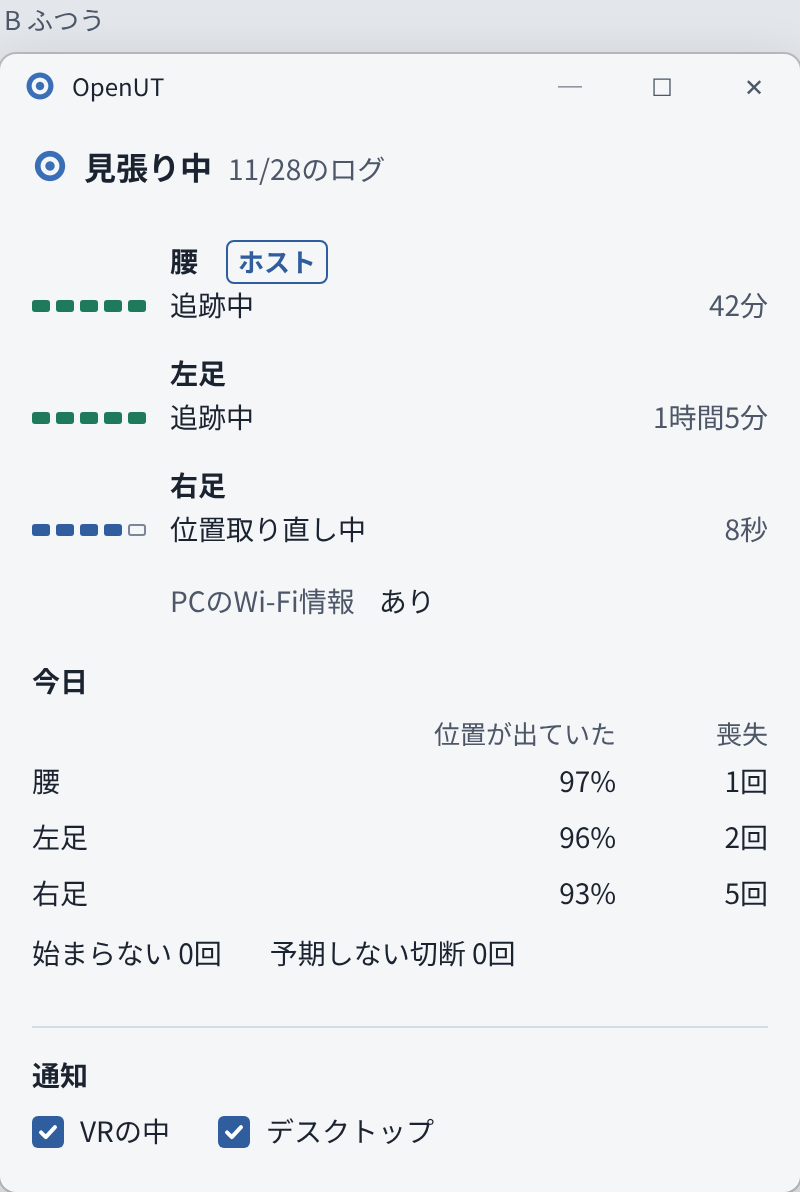 B ふつう
OpenUT
見張り中 11/28のログ
腰 ホスト
追跡中 42分
左足
追跡中 1時間5分
右足
位置取り直し中 8秒
PCのWi-Fi情報 あり
今日
位置が出ていた 喪失
腰 97% 1回
左足 96% 2回
右足 93% 5回
始まらない 0回 予期しない切断 0回
通知
VRの中 デスクトップ